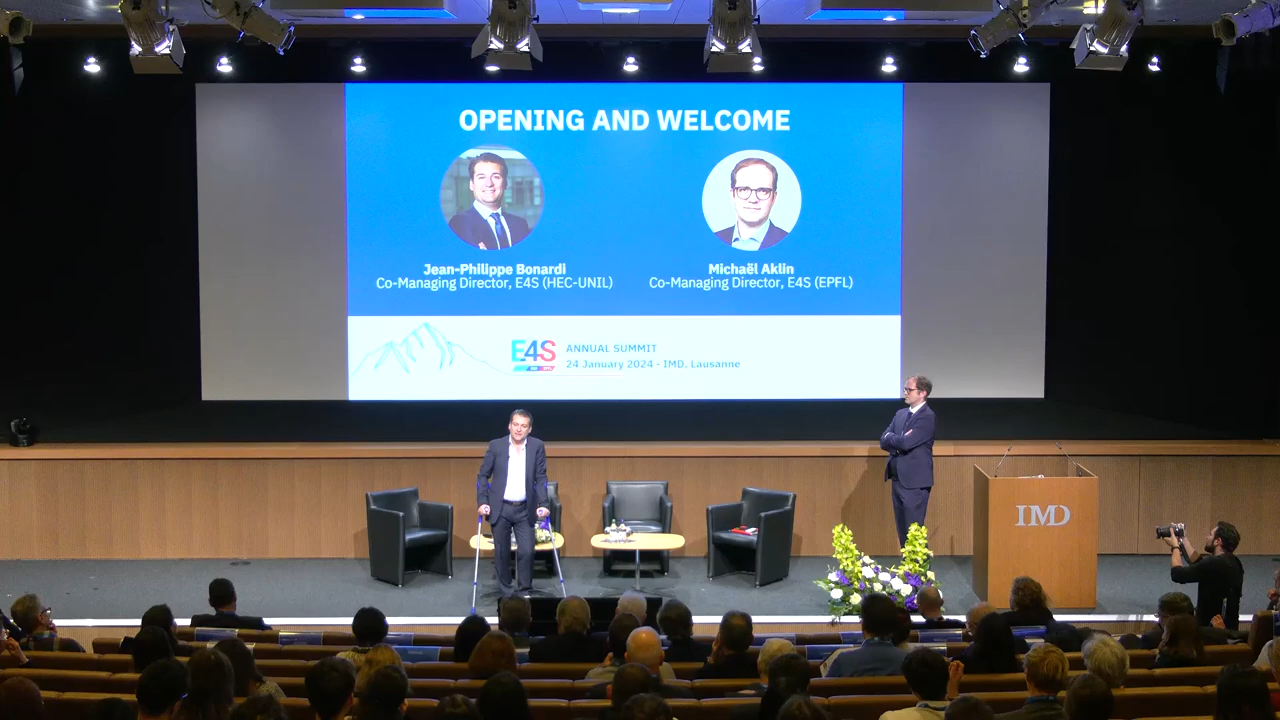 OPENING AND WELCOME
Jean-Philippe Bonardi
Co-Managing Director, E4S (HEC-UNIL)
Michaël Aklin
Co-Managing Director, E4S (EPFL)
E4S
ANNUAL SUMMIT
24 January 2024 - IMD, Lausanne
IMD